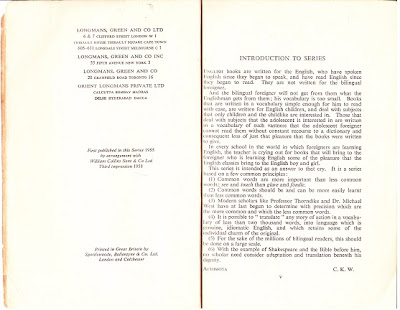 LONGMANS, GREEN AND CO LTD
6 & 7 CLIFFORD STREET LONDON W 1
THIBAULT HOUSE THIBAULT SQUARE CAPE TOWN
605-611 LONSDALE STREET MELBOURNE C 1
LONGMANS, GREEN AND CO INC
55 FIFTH AVENUE NEW YORK 3
LONGMANS, GREEN AND CO
20 CRANFIELD ROAD TORONTO 16
ORIENT LONGMANS PRIVATE LTD
CALCUTTA BOMBAY MADRAS
DELHI HYDERABAD DACCA
First published in this Series 1955
by arrangement with
William Collins Sons & Co Ltd
Third impression 1958
Printed in Great Britain by
Spottiswoode, Ballantyne & Co. Ltd.
London and Colchester
INTRODUCTION TO SERIES
ENGLISH books are written for the English, who have spoken
English since they began to speak, and have read English since
they began to read. They are not written for the bilingual
foreigner.
And the bilingual foreigner will not get from them what the
Englishman gets from them; his vocabulary is too small. Books
that are written in a vocabulary simple enough for him to read
with ease, are written for English children, and deal with subjects
that only children and the childlike are interested in. Those that
deal with subjects that the adolescent is interested in are written
in a vocabulary of such vastness that the adolescent foreigner
cannot read them without constant recourse to a dictionary and
consequent loss of just that pleasure that the books were written
to give.
In every school in the world in which foreigners are learning
English, the teacher is crying out for books that will bring to the
foreigner who is learning English some of the pleasure that the
English classics bring to the English boy and girl.
This series is intended as an answer to that cry. It is a series
based on a few common principles:
(1) Common words are more important than less common
words; see and touch than glare and fondle.
(2) Common words should be and can be more easily learnt
than less common words.
(3) Modern scholars like Professor Thorndike and Dr. Michael
West have at last begun to determine with precision which are
the more common and which the less common words.
(4) It is possible to "translate" any story of action in a vocabu-
lary of less than two thousand words, into language which is
genuine, idiomatic English, and which retains some of the
individual charm of the original.
(5) For the sake of the millions of bilingual readers, this should
be done on a large scale.
(6) With the example of Shakespeare and the Bible before him,
no scholar need consider adaptation and translation beneath his
dignity.
C. K. W.
v